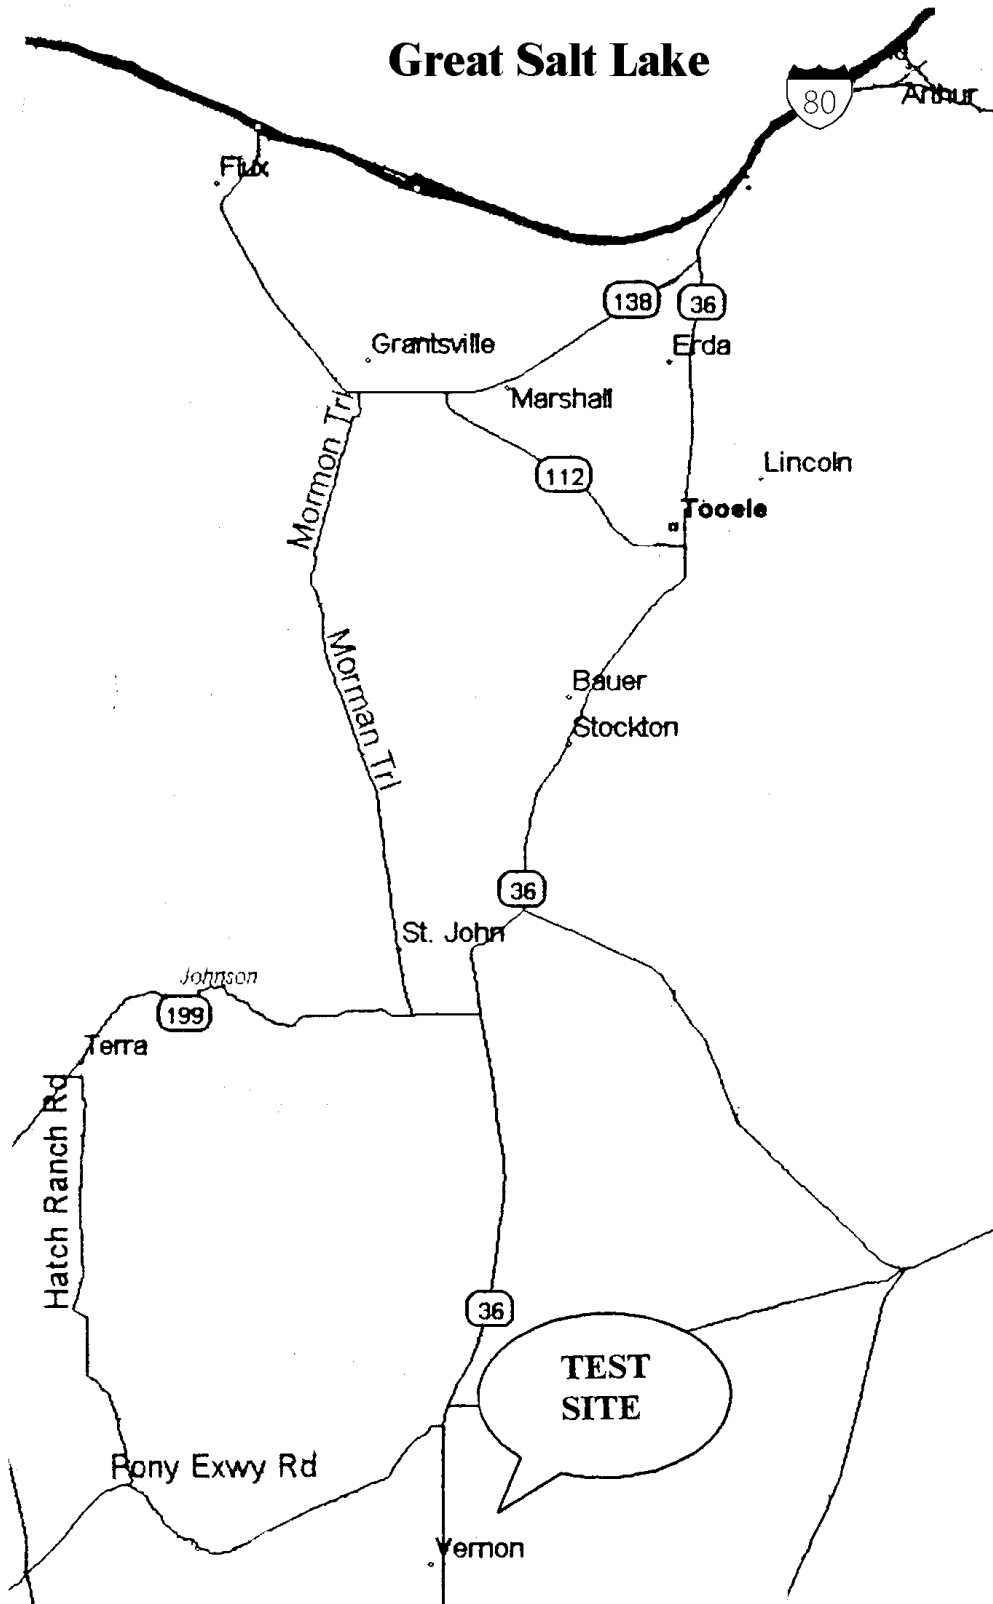 Great Salt Lake
80
Arthur
Flux
138
36
Grantsville
Erda
Marshall
Mormon Trl
Lincoln
112
Tooele
Morman Trl
Bauer
Stockton
36
St. John
Johnson
199
Terra
Hatch Ranch Rd
36
TEST
SITE
Pony Exwy Rd
Vernon